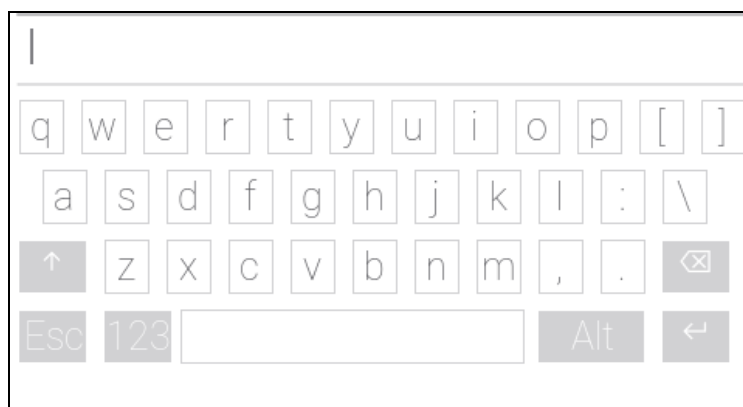 q w e r t y u i o p [ ]
a s d f g h j k l : \
↑ z x c v b n m , .
Esc 123 Alt